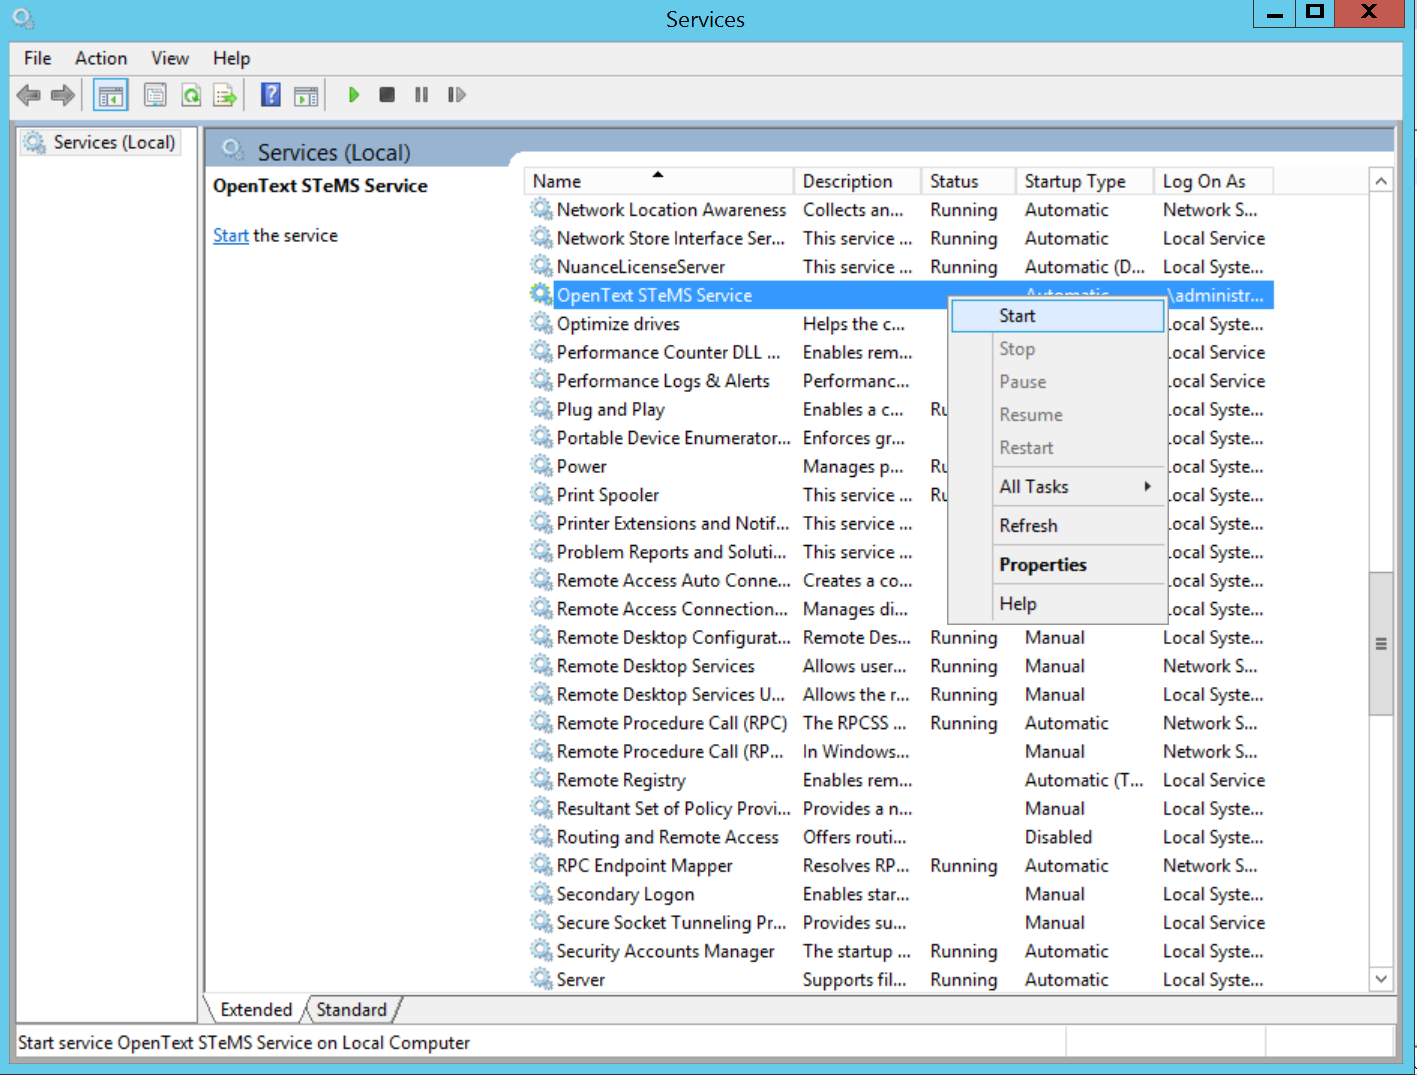 Services
File Action View Help
Services (Local)
Services (Local)
OpenText STeMS Service
Start the service
Name Description Status Startup Type Log On As
Network Location Awareness Collects an... Running Automatic Network S...
Network Store Interface Ser... This service ... Running Automatic Local Service
NuanceLicenseServer This service ... Running Automatic (D... Local Syste...
OpenText STeMS Service Automatic .\administr...
Optimize drives Helps the c... Local Syste...
Performance Counter DLL ... Enables rem... Local Service
Performance Logs & Alerts Performanc... Local Service
Plug and Play Enables a c... Ru Local Syste...
Portable Device Enumerator... Enforces gr... Local Syste...
Power Manages p... Ru Local Syste...
Print Spooler This service ... Ru Local Syste...
Printer Extensions and Notif... This service ... Local Syste...
Problem Reports and Soluti... This service ... Local Syste...
Remote Access Auto Conne... Creates a co... Local Syste...
Remote Access Connection... Manages di... Local Syste...
Remote Desktop Configurat... Remote Des... Running Manual Local Syste...
Remote Desktop Services Allows user... Running Manual Network S...
Remote Desktop Services U... Allows the r... Running Manual Local Syste...
Remote Procedure Call (RPC) The RPCSS ... Running Automatic Network S...
Remote Procedure Call (RP... In Windows... Manual Network S...
Remote Registry Enables rem... Automatic (T... Local Service
Resultant Set of Policy Provi... Provides a n... Manual Local Syste...
Routing and Remote Access Offers routi... Disabled Local Syste...
RPC Endpoint Mapper Resolves RP... Running Automatic Network S...
Secondary Logon Enables star... Manual Local Syste...
Secure Socket Tunneling Pr... Provides su... Manual Local Service
Security Accounts Manager The startup ... Running Automatic Local Syste...
Server Supports fil... Running Automatic Local Syste...
Start
Stop
Pause
Resume
Restart
All Tasks
Refresh
Properties
Help
Extended Standard
Start service OpenText STeMS Service on Local Computer